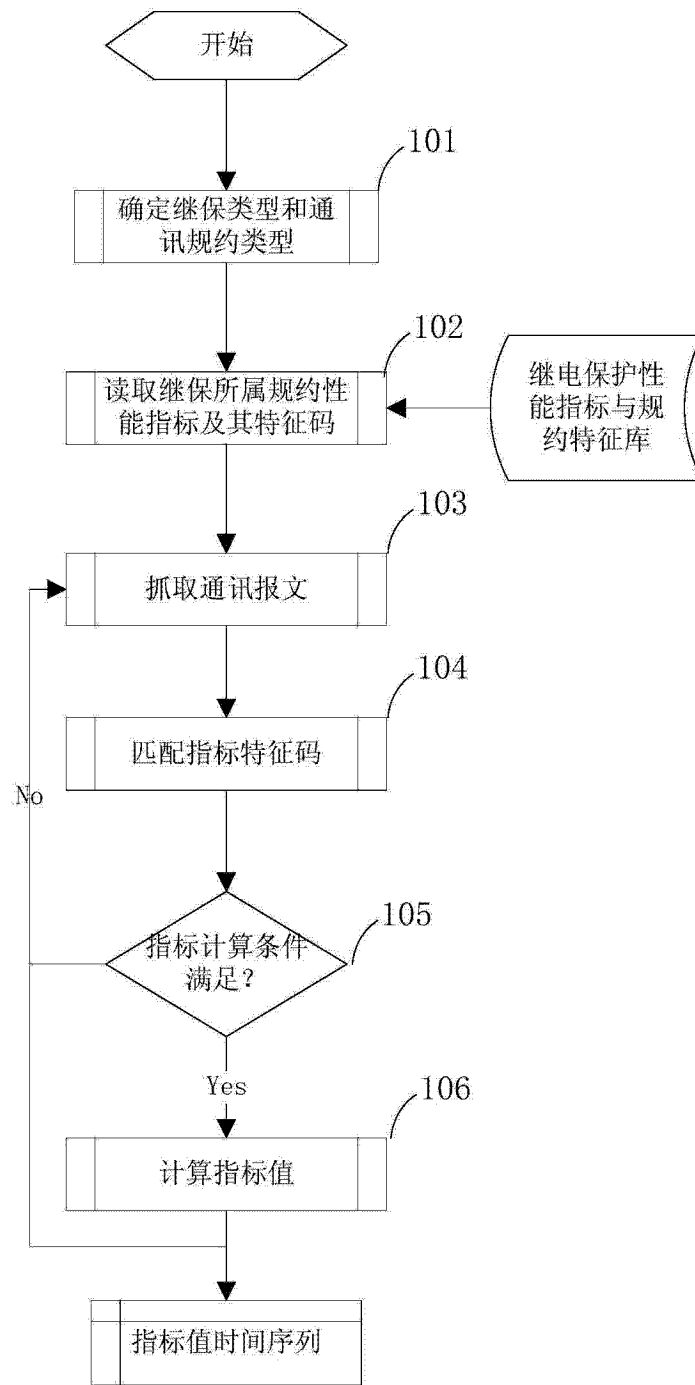 开始
101
确定继保类型和通
讯规约类型
102
读取继保所属规约性
能指标及其特征码
继电保护性
能指标与规
约特征库
103
抓取通讯报文
104
匹配指标特征码
No
105
指标计算条件
满足？
Yes
106
计算指标值
指标值时间序列